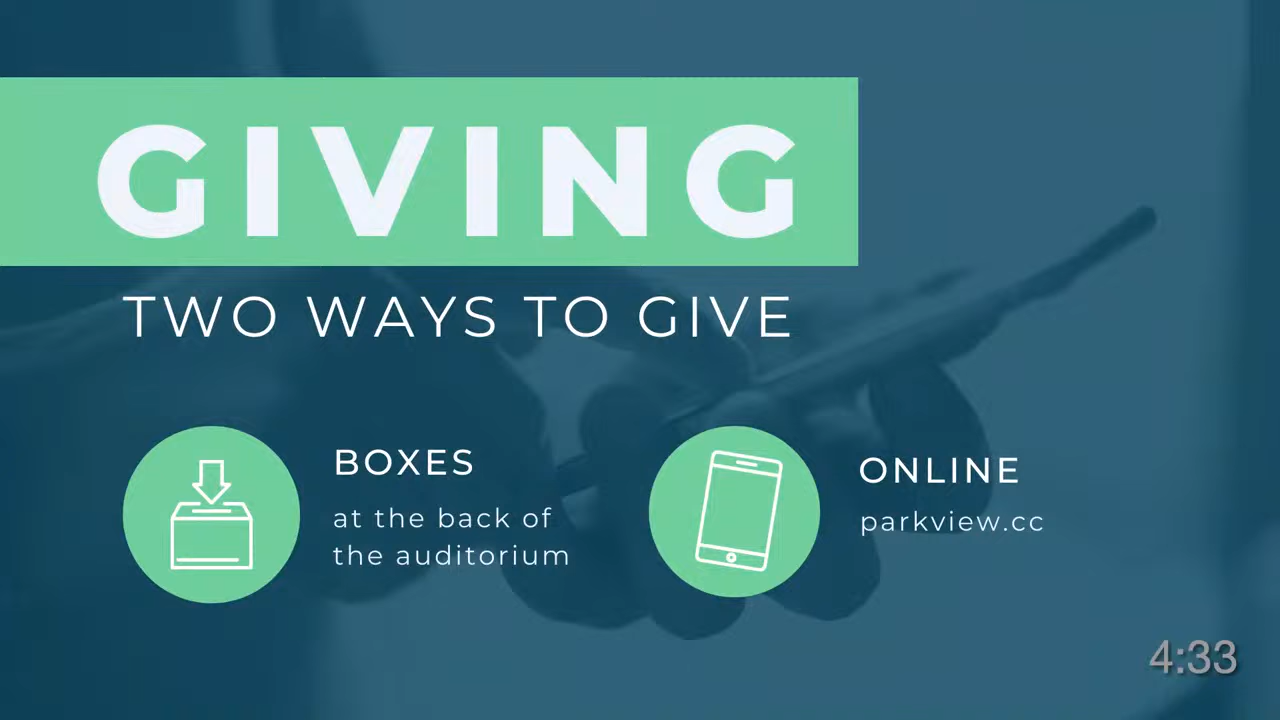 GIVING
TWO WAYS TO GIVE
BOXES
at the back of
the auditorium
ONLINE
parkview.cc
4:33